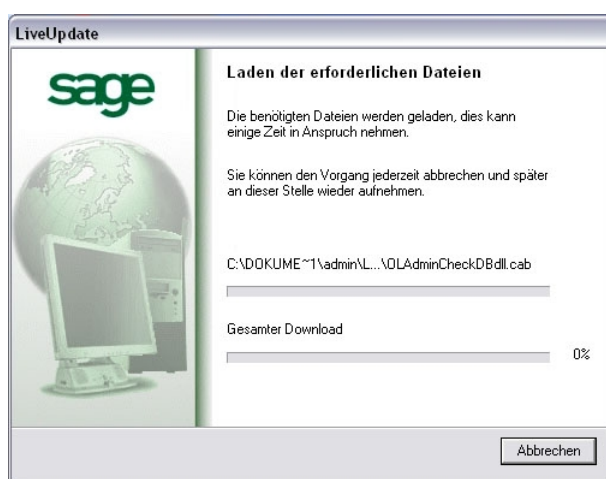 LiveUpdate
sage
Laden der erforderlichen Dateien
Die benötigten Dateien werden geladen, dies kann
einige Zeit in Anspruch nehmen.
Sie können den Vorgang jederzeit abbrechen und später
an dieser Stelle wieder aufnehmen.
C:\DOKUME~1\admin\L...\OLAdminCheckDBdll.cab
Gesamter Download
0%
Abbrechen